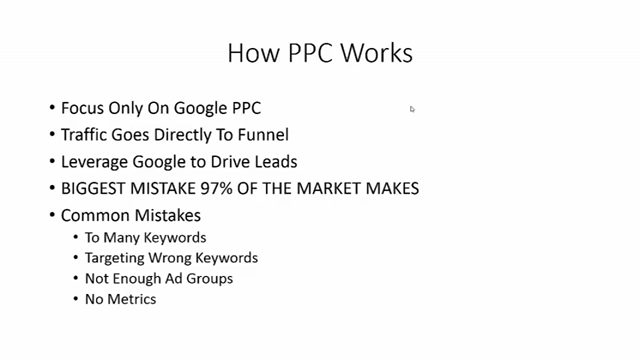 How PPC Works
• Focus Only On Google PPC
• Traffic Goes Directly To Funnel
• Leverage Google to Drive Leads
• BIGGEST MISTAKE 97% OF THE MARKET MAKES
• Common Mistakes
• To Many Keywords
• Targeting Wrong Keywords
• Not Enough Ad Groups
• No Metrics